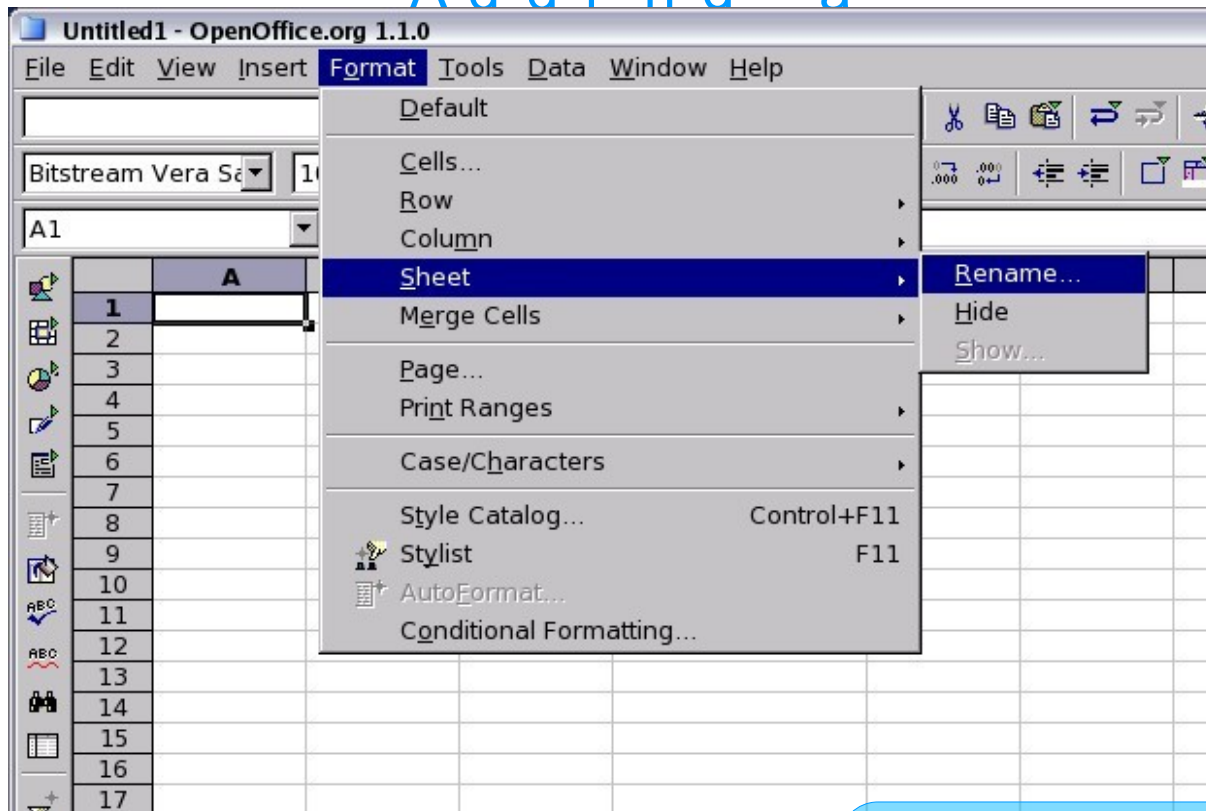 Adding a
Untitled1 - OpenOffice.org 1.1.0
File Edit View Insert Format Tools Data Window Help
Default
Bitstream Vera Sa
Cells...
Row
A1
Column
A
Sheet
Rename...
Merge Cells
Hide
Show...
Page...
Print Ranges
Case/Characters
Style Catalog... Control+F11
Stylist F11
AutoFormat...
Conditional Formatting...
1
2
3
4
5
6
7
8
9
10
11
12
13
14
15
16
17
ABC
ABC